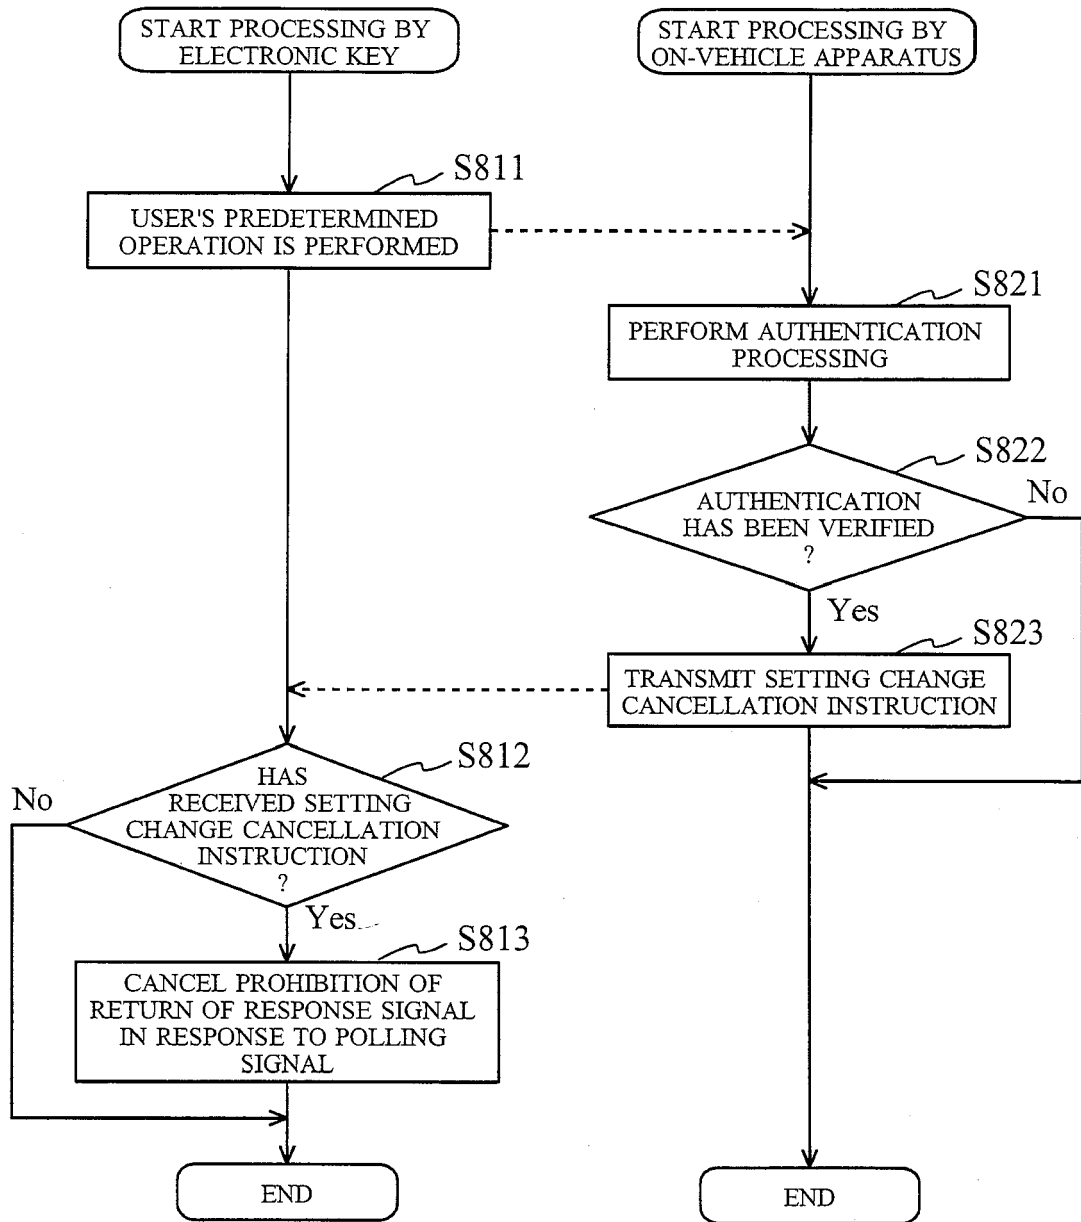 START PROCESSING BY
ELECTRONIC KEY
START PROCESSING BY
ON-VEHICLE APPARATUS
S811
USER'S PREDETERMINED
OPERATION IS PERFORMED
S821
PERFORM AUTHENTICATION
PROCESSING
S822
AUTHENTICATION
HAS BEEN VERIFIED
?
No
Yes
S823
TRANSMIT SETTING CHANGE
CANCELLATION INSTRUCTION
S812
HAS
RECEIVED SETTING
CHANGE CANCELLATION
INSTRUCTION
?
No
Yes
S813
CANCEL PROHIBITION OF
RETURN OF RESPONSE SIGNAL
IN RESPONSE TO POLLING
SIGNAL
END
END